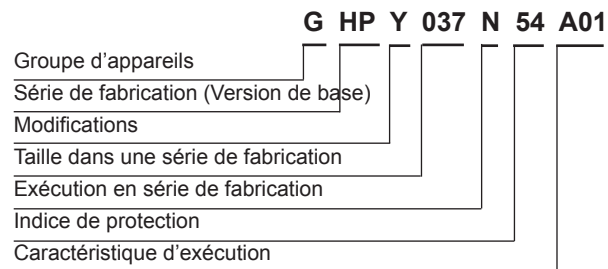 G HP Y 037 N 54 A01
Groupe d’appareils
Série de fabrication (Version de base)
Modifications
Taille dans une série de fabrication
Exécution en série de fabrication
Indice de protection
Caractéristique d’exécution